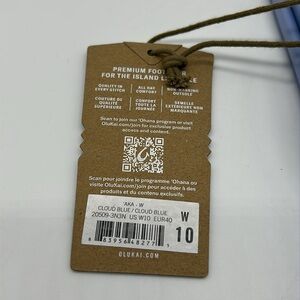 PREMIUM FOOT
FOR THE ISLAND L
QUALITY IN
EVERY STITCH
ALL DAY
COMFORT
NON-MARKING
OUTSOLE
COUTURE DE
QUALITÉ
SUPÉRIEURE
CONFORT
TOUTE LA
JOURNÉE
SEMELLE
EXTÉRIEURE NON
MARQUANTE
Scan to join our 'Ohana program or visit
OluKai.com/join for exclusive product
access and content.
Scan pour joindre le programme 'Ohana ou
visite OluKai.com/join pour accéder à des
produits et du contenu exclusifs.
'AKA - W
CLOUD BLUE / CLOUD BLUE
20509-3N3N US W10 EUR40
W
10
OLUKAI.COM